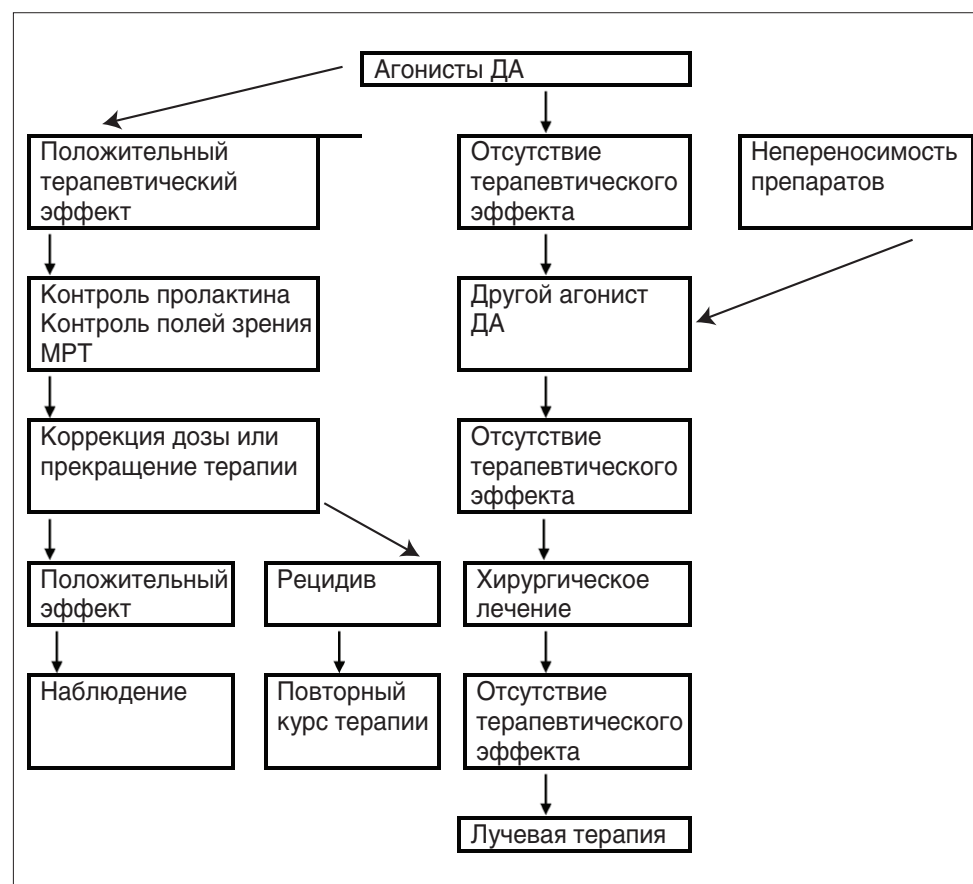 Агонисты ДА
Положительный
терапевтический
эффект
Отсутствие
терапевтического
эффекта
Непереносимость
препаратов
Контроль пролактина
Контроль полей зрения
МРТ
Другой агонист
ДА
Коррекция дозы или
прекращение терапии
Отсутствие
терапевтического
эффекта
Положительный
эффект
Рецидив
Хирургическое
лечение
Наблюдение
Повторный
курс терапии
Отсутствие
терапевтического
эффекта
Лучевая терапия